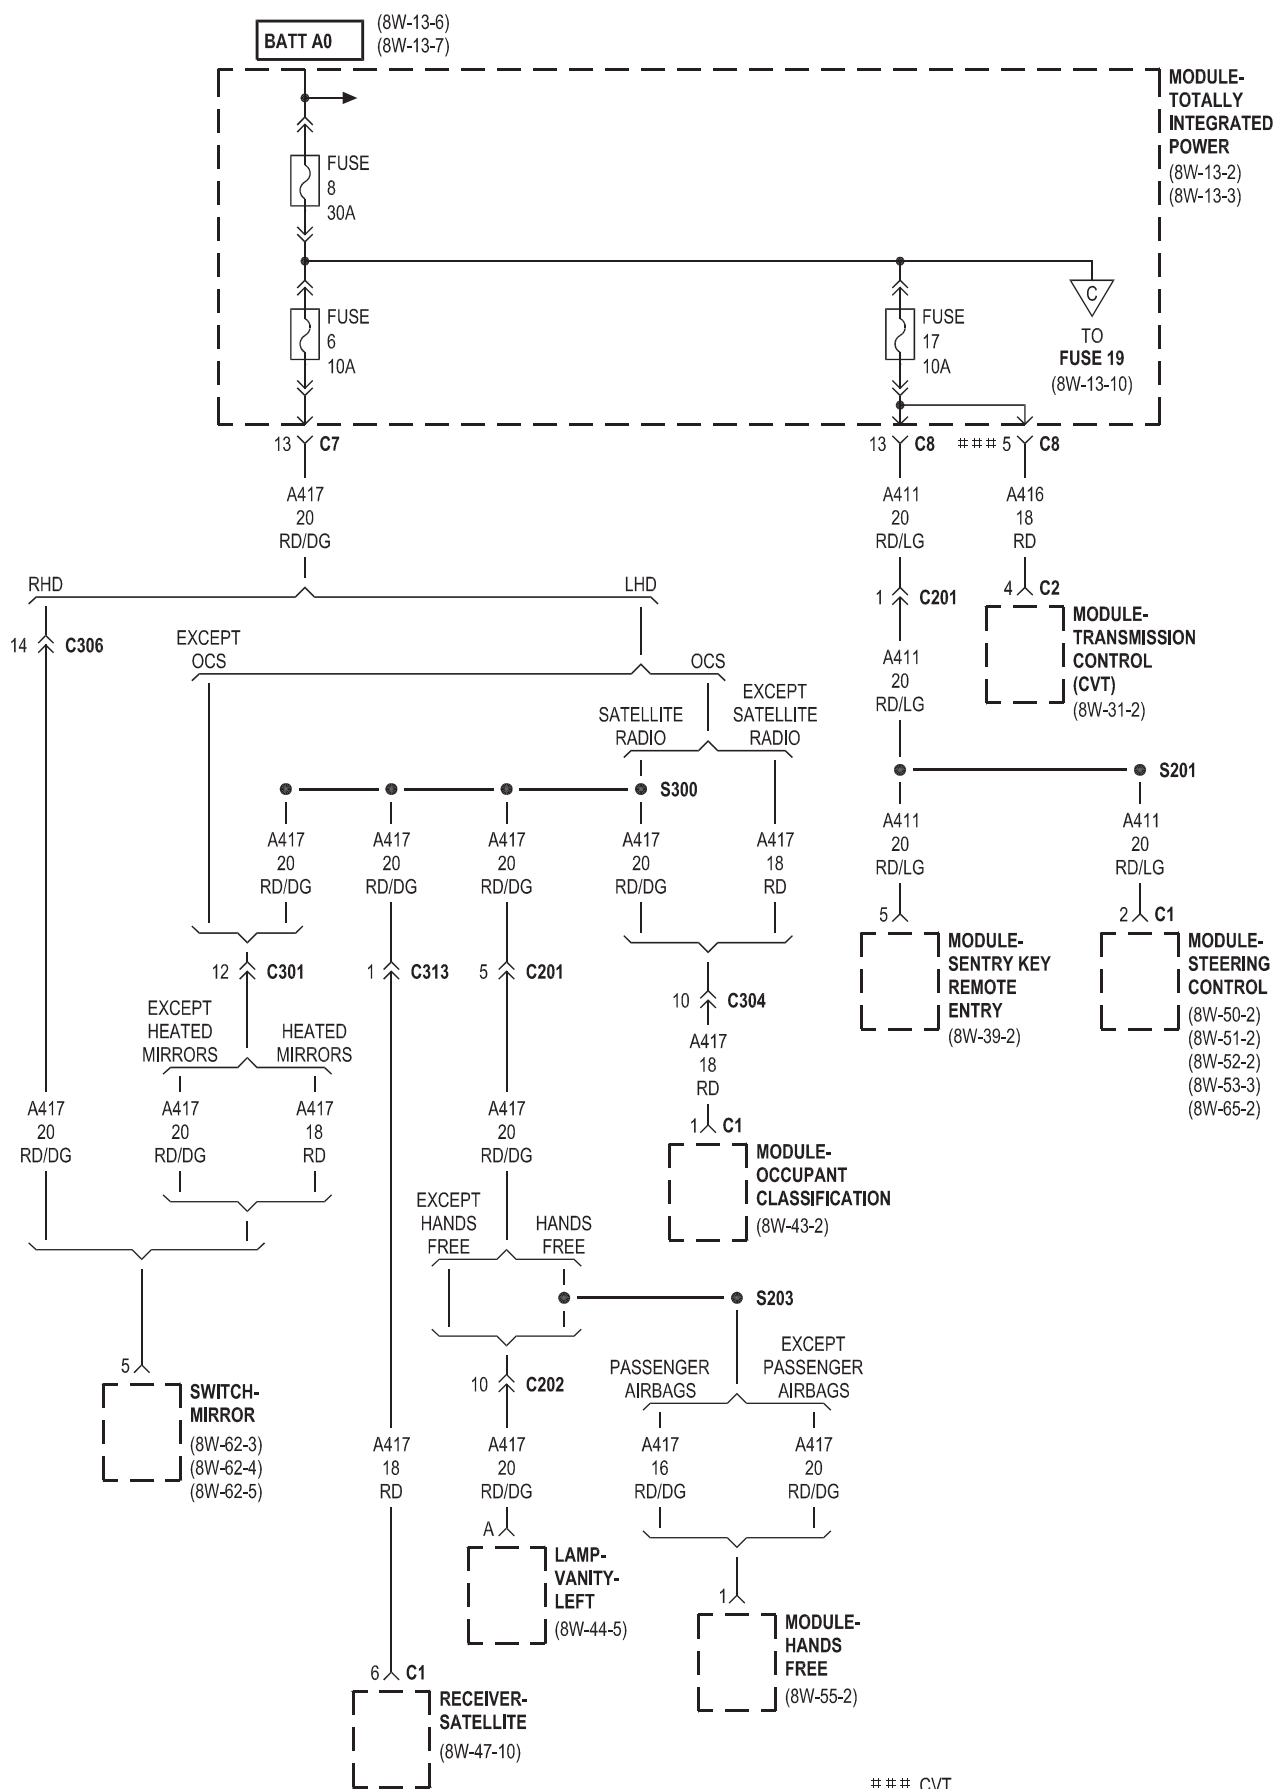 (8W-13-6)
BATT A0
(8W-13-7)
MODULE-
TOTALLY
INTEGRATED
POWER
(8W-13-2)
(8W-13-3)
FUSE
8
30A
FUSE
6
10A
FUSE
17
10A
C
TO
FUSE 19
(8W-13-10)
13 C7
13 C8
### 5 C8
A417
20
RD/DG
A411
20
RD/LG
A416
18
RD
RHD
LHD
1 C201
4 C2
MODULE-
TRANSMISSION
CONTROL
(CVT)
(8W-31-2)
14 C306
EXCEPT
OCS
OCS
A411
20
RD/LG
SATELLITE
RADIO
EXCEPT
SATELLITE
RADIO
S300
S201
A417
20
RD/DG
A417
20
RD/DG
A417
20
RD/DG
A417
20
RD/DG
A417
18
RD
A411
20
RD/LG
A411
20
RD/LG
5
2 C1
MODULE-
SENTRY KEY
REMOTE
ENTRY
(8W-39-2)
MODULE-
STEERING
CONTROL
(8W-50-2)
(8W-51-2)
(8W-52-2)
(8W-53-3)
(8W-65-2)
12 C301
1 C313
5 C201
10 C304
EXCEPT
HEATED
MIRRORS
HEATED
MIRRORS
A417
18
RD
A417
20
RD/DG
A417
20
RD/DG
A417
18
RD
A417
20
RD/DG
1 C1
MODULE-
OCCUPANT
CLASSIFICATION
(8W-43-2)
EXCEPT
HANDS
FREE
HANDS
FREE
S203
5
SWITCH-
MIRROR
(8W-62-3)
(8W-62-4)
(8W-62-5)
10 C202
PASSENGER
AIRBAGS
EXCEPT
PASSENGER
AIRBAGS
A417
18
RD
A417
20
RD/DG
A417
16
RD/DG
A417
20
RD/DG
A
LAMP-
VANITY-
LEFT
(8W-44-5)
1
MODULE-
HANDS
FREE
(8W-55-2)
6 C1
RECEIVER-
SATELLITE
(8W-47-10)
### CVT